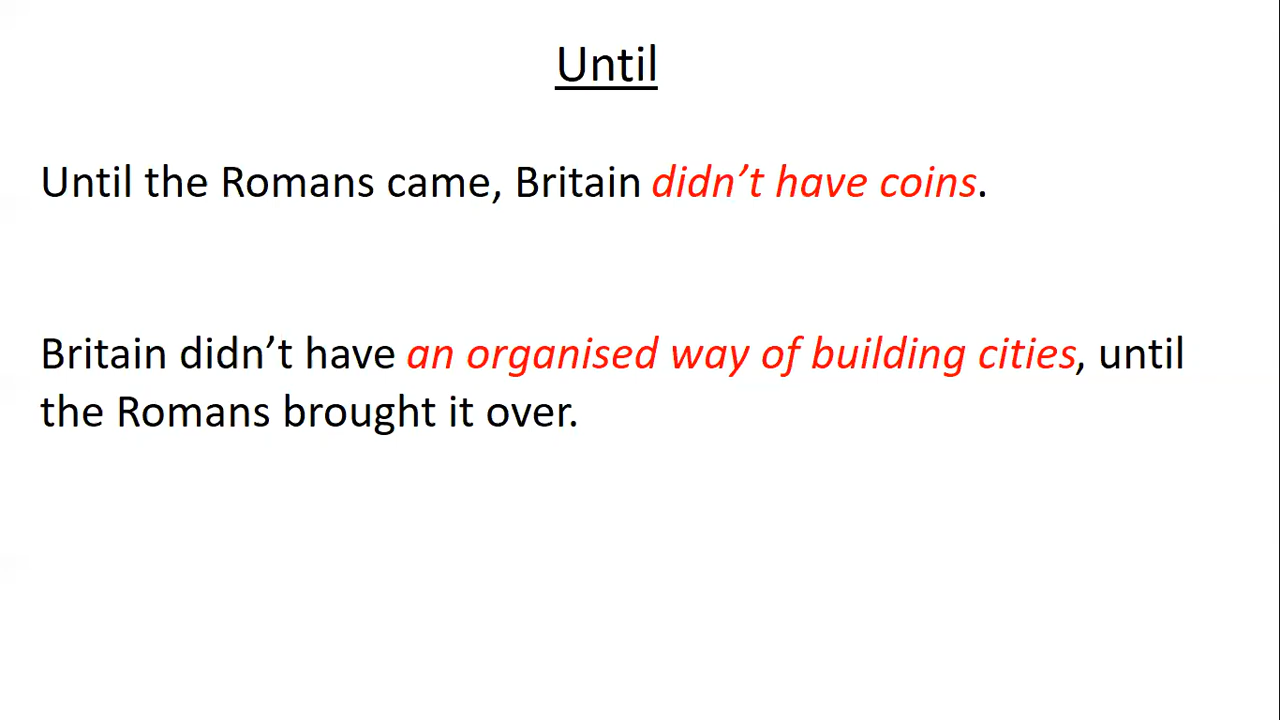 Until
Until the Romans came, Britain didn’t have coins.
Britain didn’t have an organised way of building cities, until
the Romans brought it over.